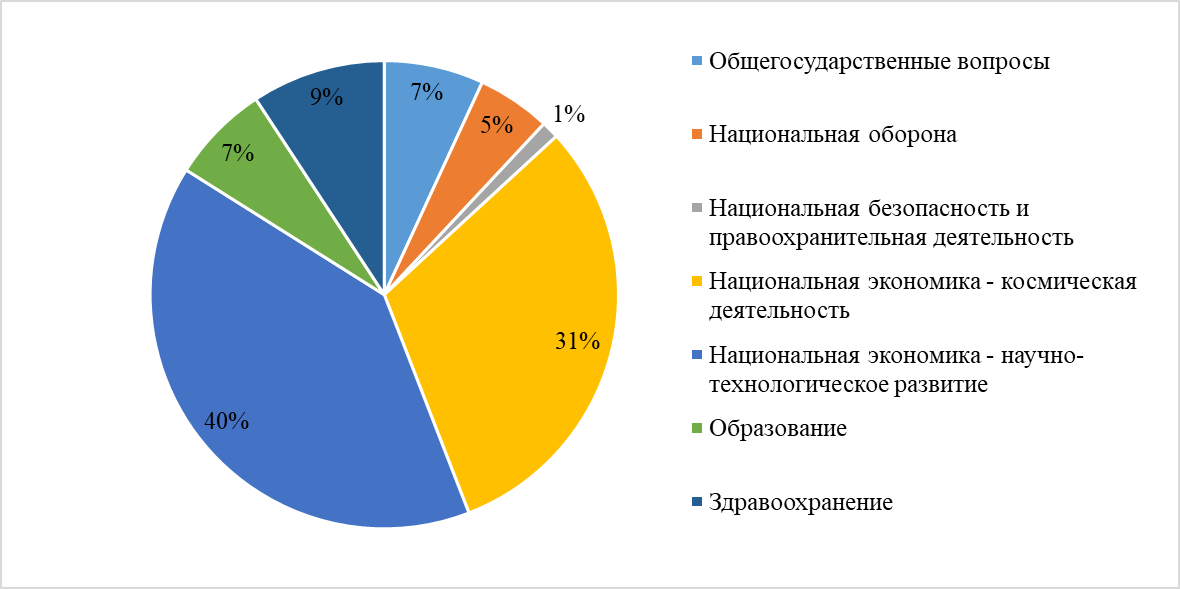 7%
5%
1%
31%
40%
7%
9%
Общегосударственные вопросы
Национальная оборона
Национальная безопасность и
правоохранительная деятельность
Национальная экономика - космическая
деятельность
Национальная экономика - научно-
технологическое развитие
Образование
Здравоохранение